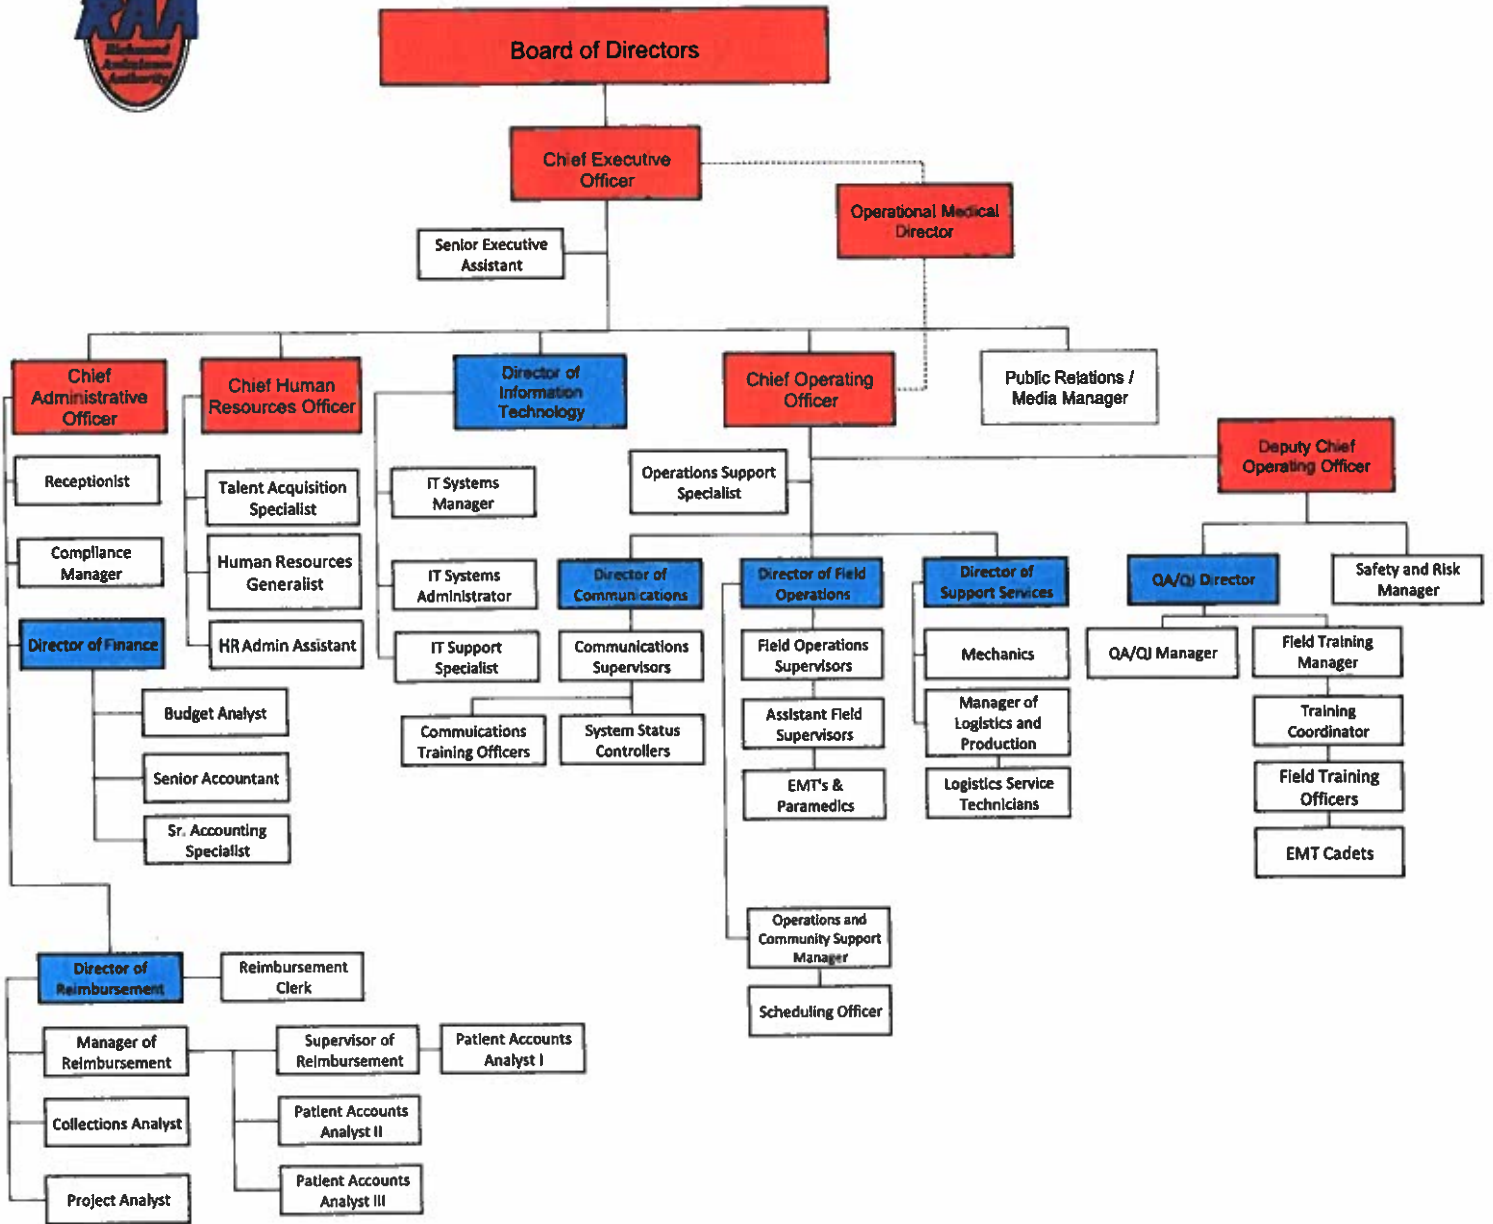 RAA
Richmond
Ambulance
Authority
Board of Directors
Chief Executive
Officer
Operational Medical
Director
Senior Executive
Assistant
Chief
Administrative
Officer
Chief Human
Resources Officer
Director of
Information
Technology
Chief Operating
Officer
Public Relations /
Media Manager
Deputy Chief
Operating Officer
Receptionist
Talent Acquisition
Specialist
IT Systems
Manager
Operations Support
Specialist
Compliance
Manager
Human Resources
Generalist
IT Systems
Administrator
Director of
Communications
Director of Field
Operations
Director of
Support Services
QA/QI Director
Safety and Risk
Manager
Director of Finance
HR Admin Assistant
IT Support
Specialist
Communications
Supervisors
Field Operations
Supervisors
Mechanics
QA/QI Manager
Field Training
Manager
Budget Analyst
Commuications
Training Officers
System Status
Controllers
Assistant Field
Supervisors
Manager of
Logistics and
Production
Training
Coordinator
Senior Accountant
EMT's &
Paramedics
Logistics Service
Technicians
Field Training
Officers
Sr. Accounting
Specialist
EMT Cadets
Operations and
Community Support
Manager
Director of
Reimbursement
Reimbursement
Clerk
Scheduling Officer
Manager of
Reimbursement
Supervisor of
Reimbursement
Patient Accounts
Analyst I
Collections Analyst
Patient Accounts
Analyst II
Project Analyst
Patient Accounts
Analyst III